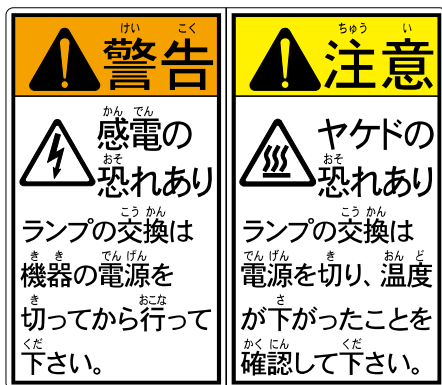 警告
感電の
恐れあり
ランプの交換は
機器の電源を
切ってから行って
下さい。
注意
ヤケドの
恐れあり
ランプの交換は
電源を切り、温度
が下がったことを
確認して下さい。